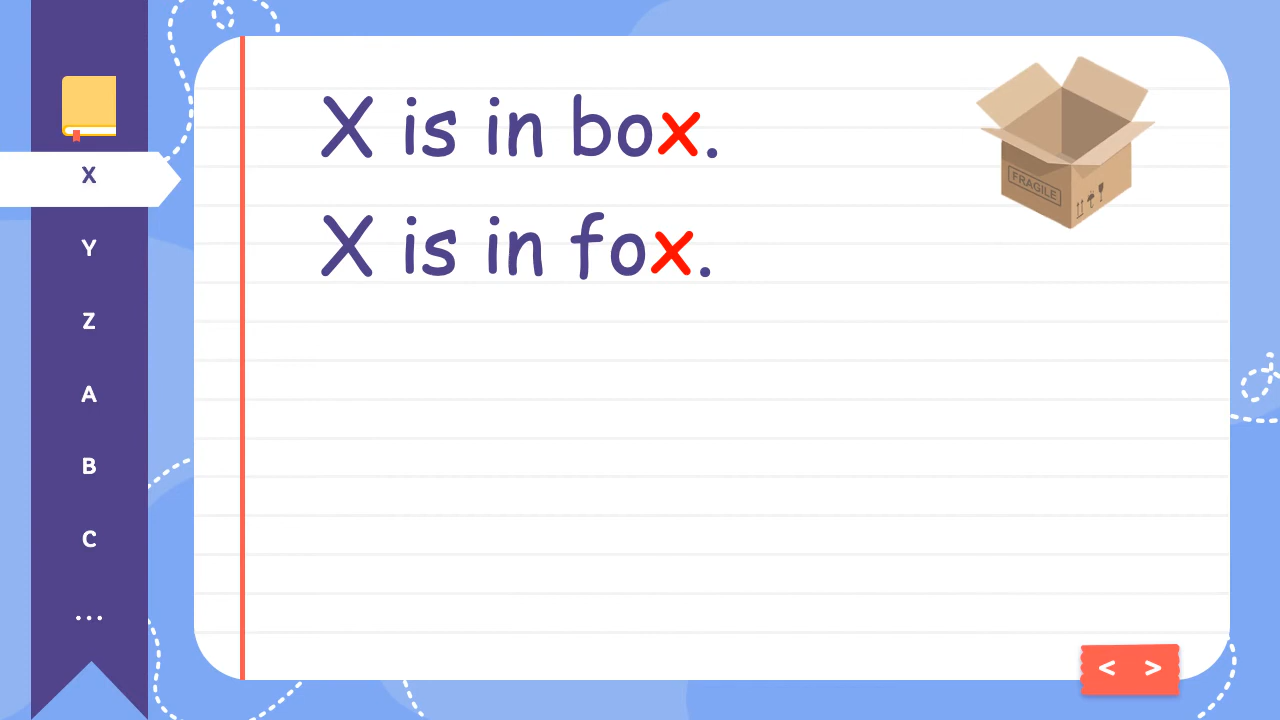 X is in box.
X is in fox.
FRAGILE
X
Y
Z
A
B
C
...
< >